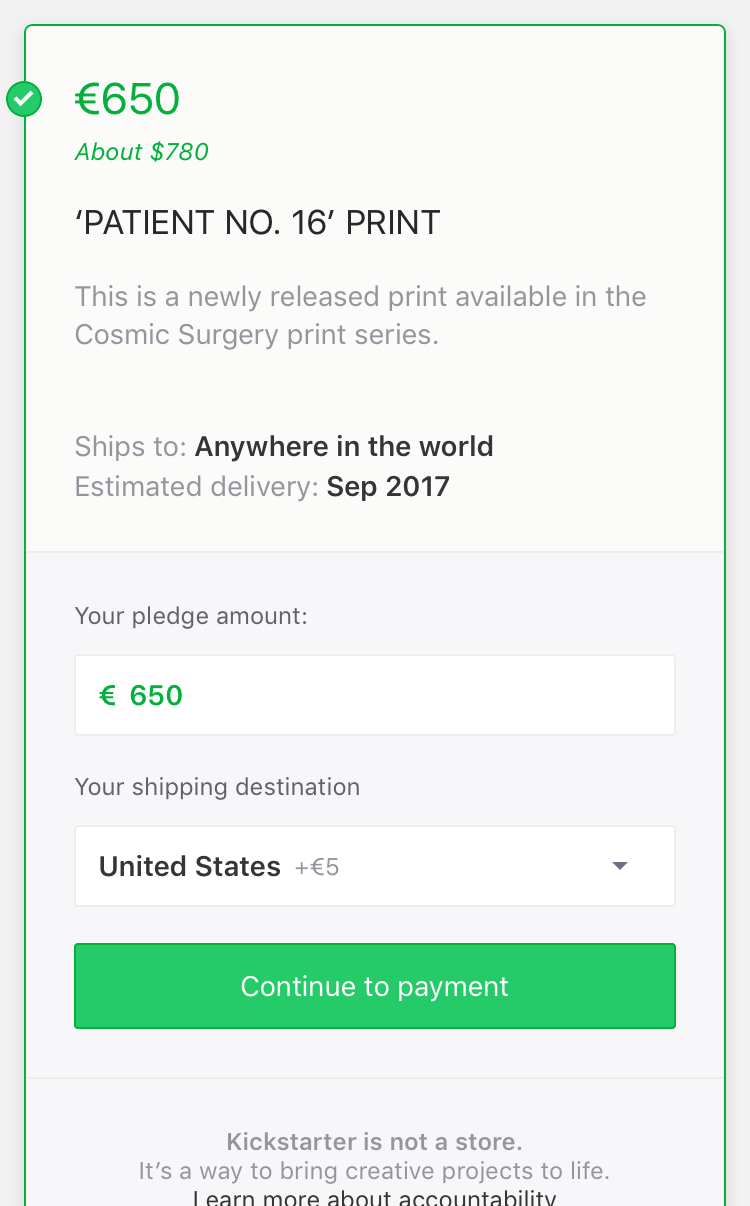 €650
About $780
‘PATIENT NO. 16’ PRINT
This is a newly released print available in the
Cosmic Surgery print series.
Ships to: Anywhere in the world
Estimated delivery: Sep 2017
Your pledge amount:
€ 650
Your shipping destination
United States +€5
Continue to payment
Kickstarter is not a store.
It’s a way to bring creative projects to life.
Learn more about accountability